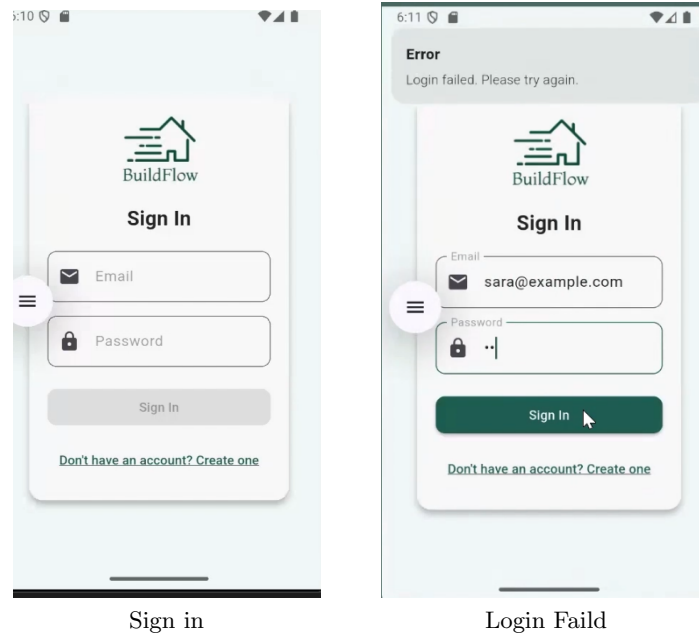 6:10
BuildFlow
Sign In
Email
Password
Sign In
Don't have an account? Create one
Sign in
6:11
Error
Login failed. Please try again.
BuildFlow
Sign In
Email
sara@example.com
Password
Sign In
Don't have an account? Create one
Login Faild